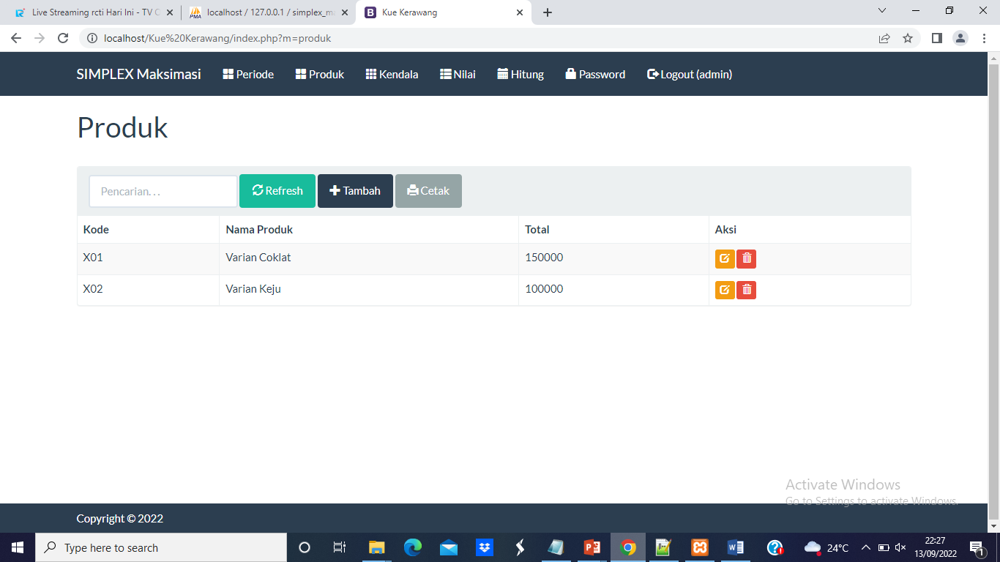 Live Streaming rcti Hari Ini - TV C
localhost / 127.0.0.1 / simplex_ma
Kue Kerawang
localhost/Kue%20Kerawang/index.php?m=produk
SIMPLEX Maksimasi Periode Produk Kendala Nilai Hitung Password Logout (admin)
Produk
Pencarian... Refresh Tambah Cetak
Kode Nama Produk Total Aksi
X01 Varian Coklat 150000
X02 Varian Keju 100000
Activate Windows
Go to Settings to activate Windows.
Copyright © 2022
Type here to search
24°C
22:27
13/09/2022
1